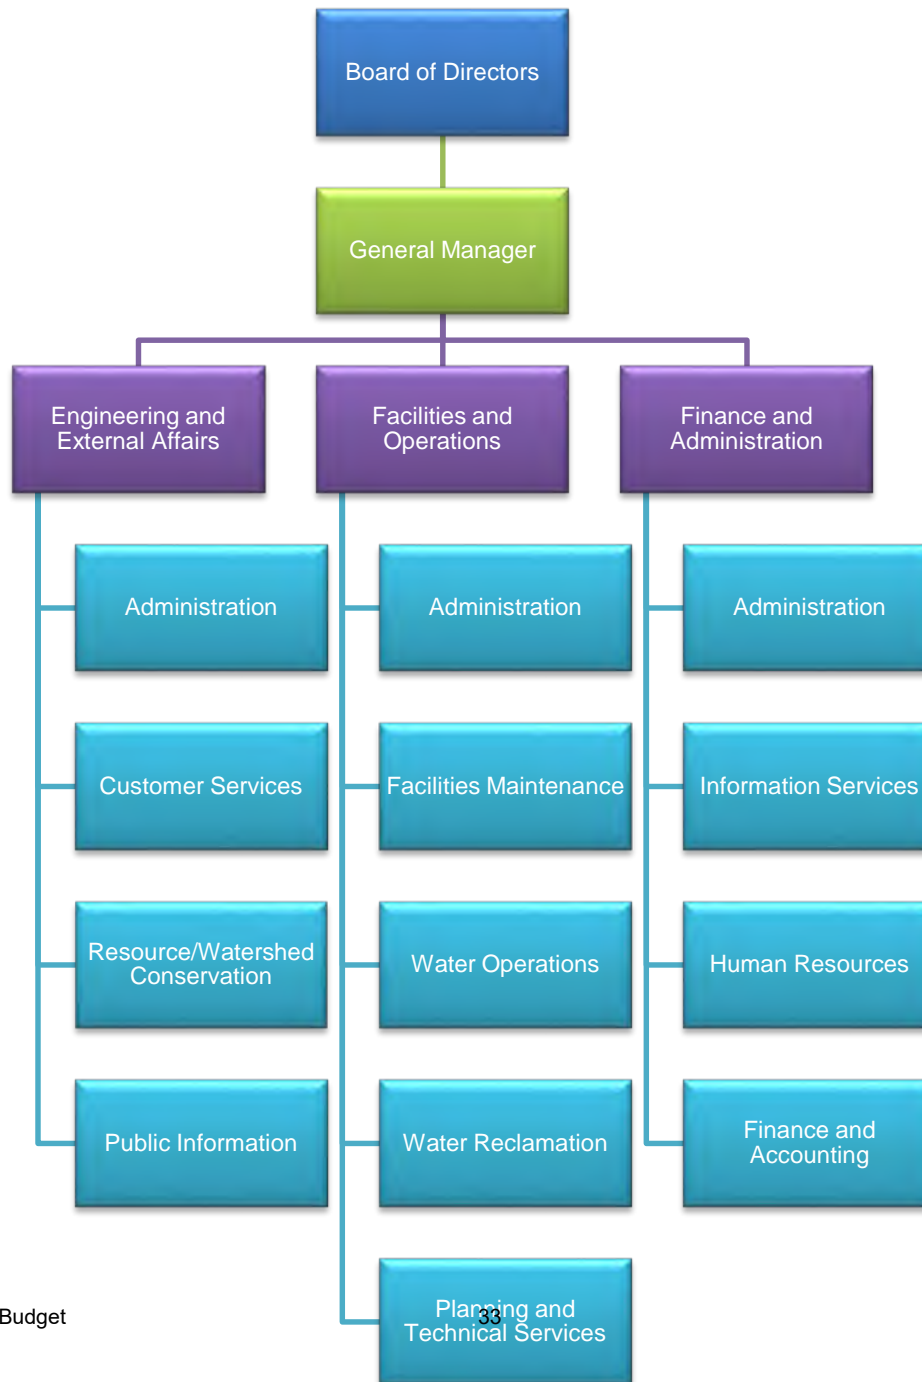 Board of Directors
General Manager
Engineering and
External Affairs
Facilities and
Operations
Finance and
Administration
Administration
Administration
Administration
Customer Services
Facilities Maintenance
Information Services
Resource/Watershed
Conservation
Water Operations
Human Resources
Public Information
Water Reclamation
Finance and
Accounting
Planning and
Technical Services
Budget
33